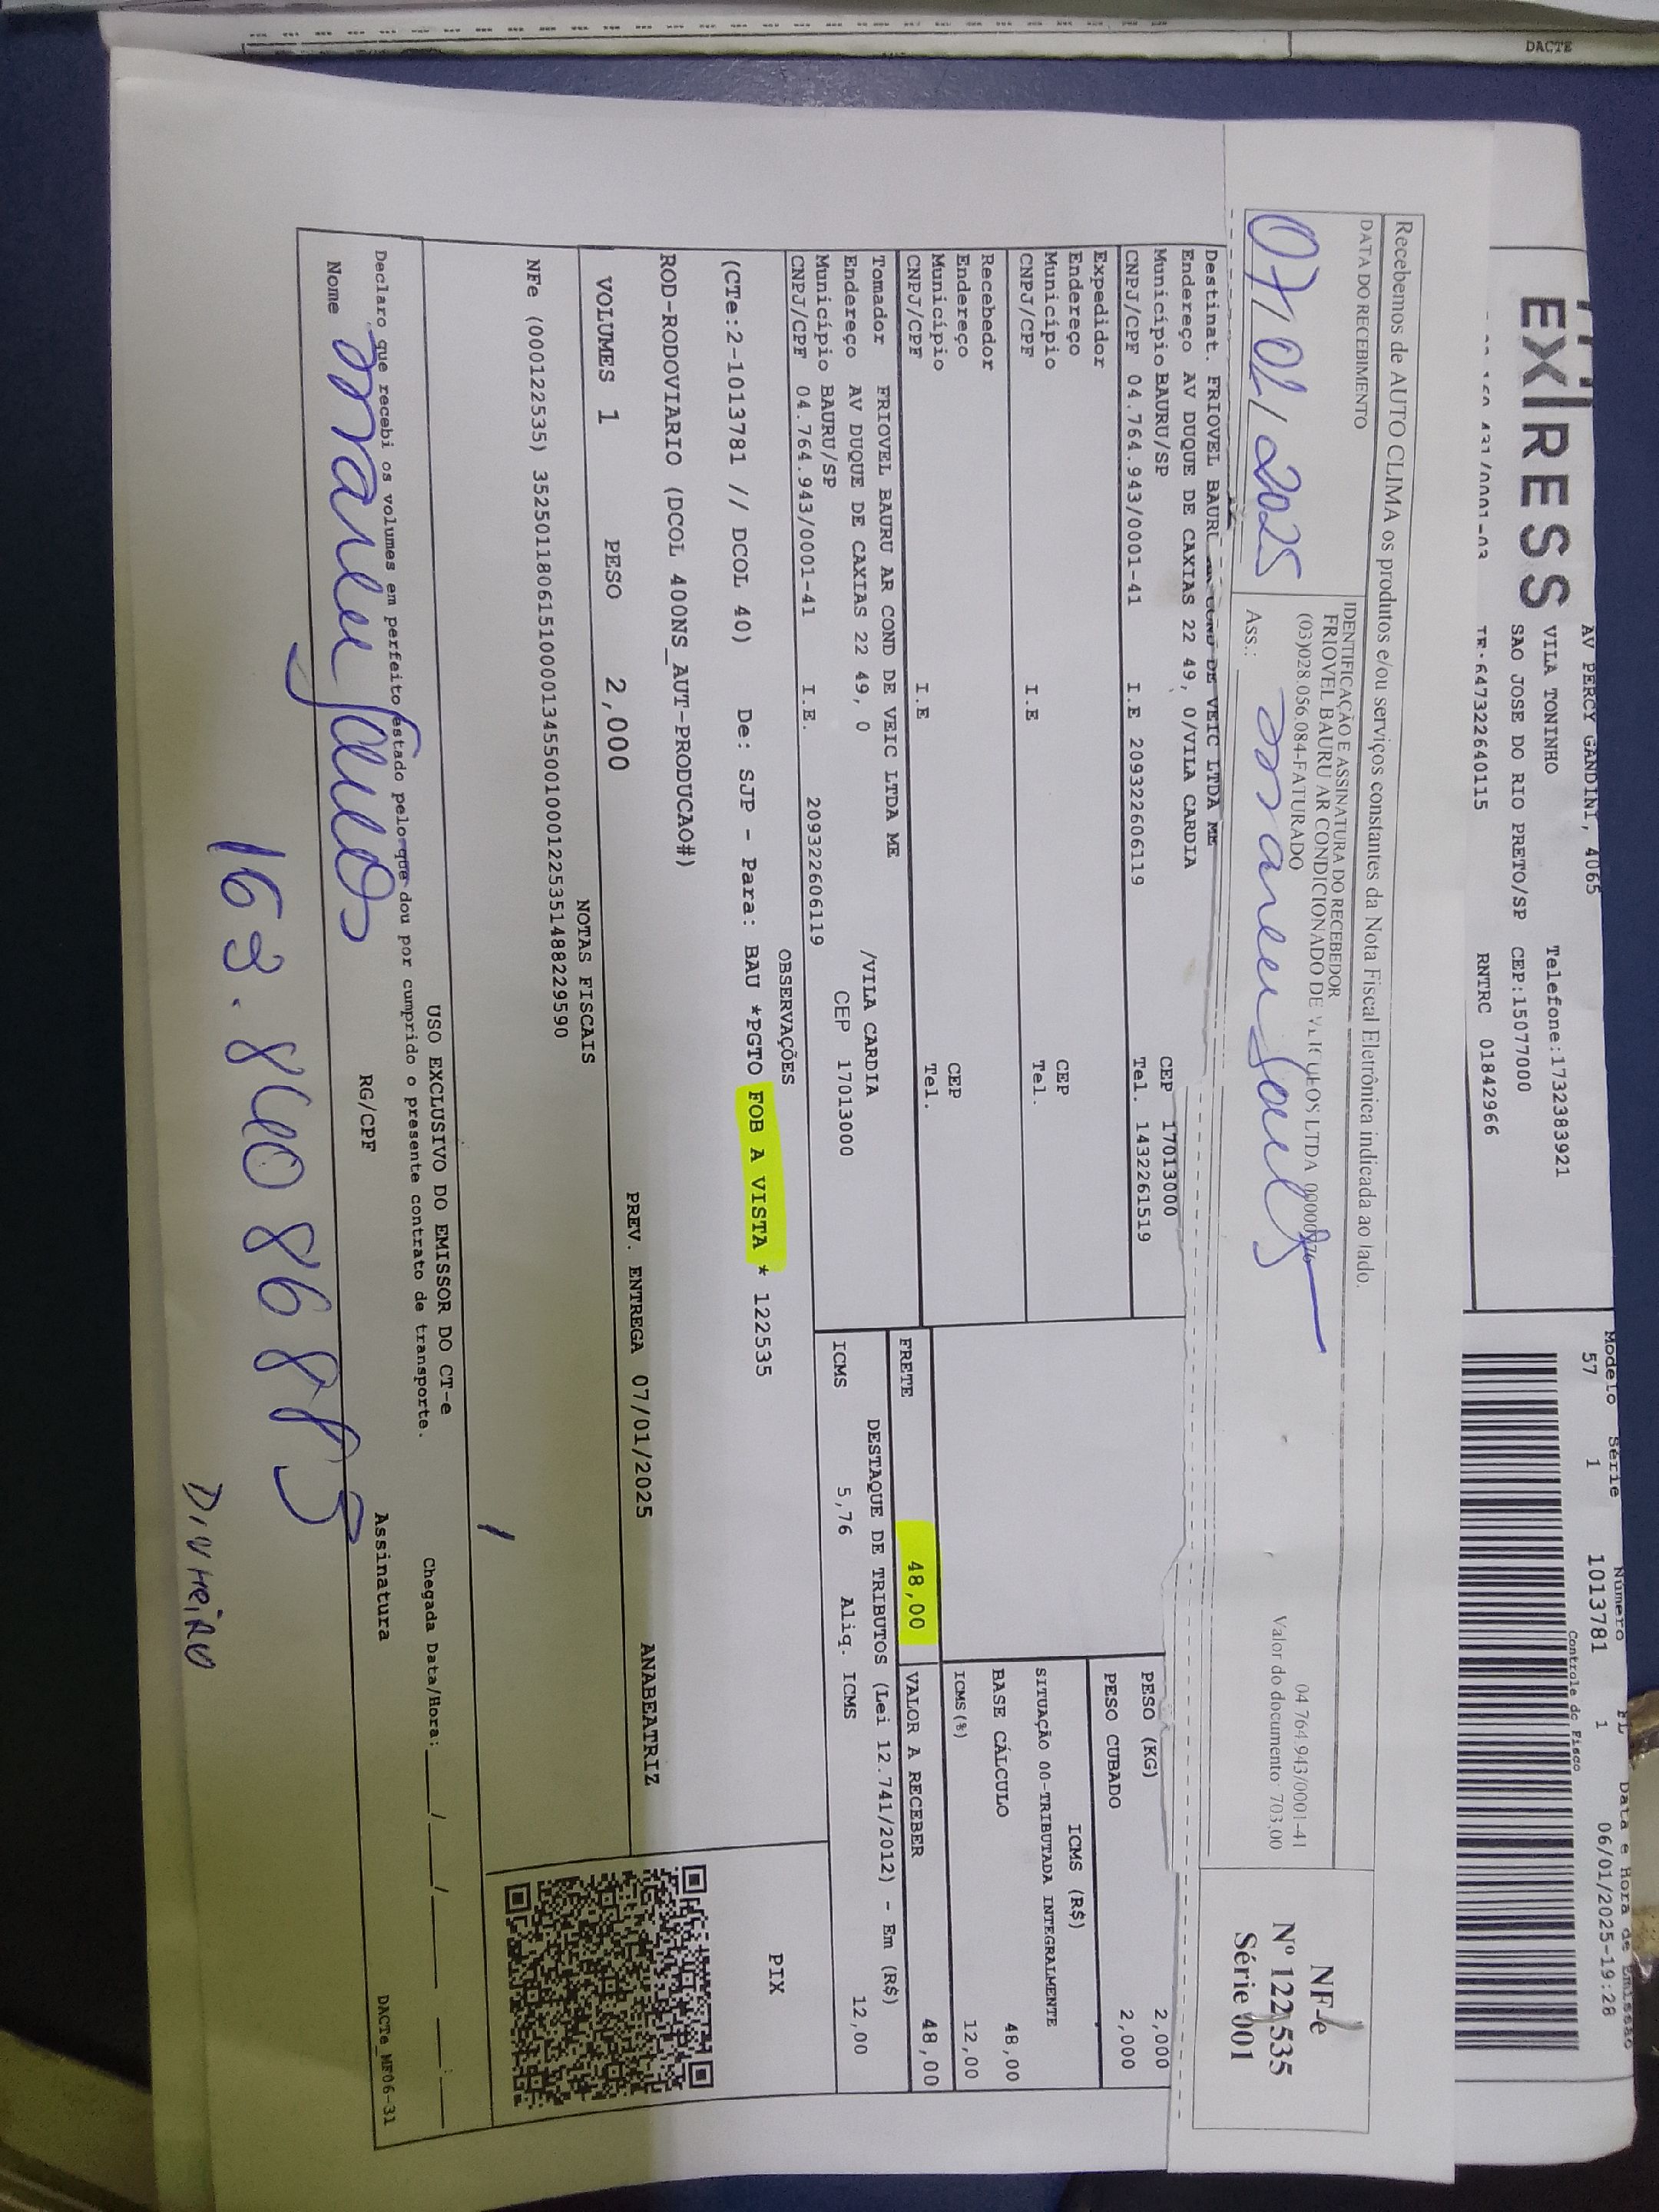 DACTE
EXPRESS
AV PERCY GANDINI, 4065
VILA TONINHO Telefone:1732383921
SAO JOSE DO RIO PRETO/SP CEP:15077000
647322640115 RNTRC 01842966
Modelo Série Número FL Data e Hora de Emissão
57 1 1013781 1 06/01/2025-19:28
Controle do Fisco
Recebemos de AUTO CLIMA os produtos e/ou serviços constantes da Nota Fiscal Eletrônica indicada ao lado.
DATA DO RECEBIMENTO
07/01/2025
IDENTIFICAÇÃO E ASSINATURA DO RECEBEDOR
FRIOVEL BAURU AR CONDICIONADO DE VEICULOS LTDA
(03)028.056.084-FATURADO
Ass.:
04.764.943/0001-41
Valor do documento: 703,00
NF-e
Nº 122.535
Série 001
Destinat. FRIOVEL BAURU AR COND DE VEIC LTDA ME
Endereço AV DUQUE DE CAXIAS 22 49, 0/VILA CARDIA
Município BAURU/SP CEP 17013000
CNPJ/CPF 04.764.943/0001-41 I.E 209322606119 Tel. 1432261519
Expedidor
Endereço
Município CEP
CNPJ/CPF I.E Tel.
Recebedor
Endereço
Município CEP
CNPJ/CPF I.E Tel.
Tomador FRIOVEL BAURU AR COND DE VEIC LTDA ME
Endereço AV DUQUE DE CAXIAS 22 49, 0 /VILA CARDIA
Município BAURU/SP CEP 17013000
CNPJ/CPF 04.764.943/0001-41 I.E. 209322606119
PESO (KG) 2,000
PESO CUBADO 2,000
ICMS (R$)
SITUAÇÃO 00-TRIBUTADA INTEGRALMENTE
BASE CÁLCULO 48,00
ICMS(%) 12,00
FRETE 48,00 VALOR A RECEBER 48,00
DESTAQUE DE TRIBUTOS (Lei 12.741/2012) - Em (R$)
ICMS 5,76 Aliq. ICMS 12,00
OBSERVAÇÕES
(CTe:2-1013781 // DCOL 40) De: SJP - Para: BAU *PGTO FOB A VISTA * 122535
PIX
ROD-RODOVIARIO (DCOL 400NS_AUT-PRODUCAO#)
ANABEATRIZ
VOLUMES 1 PESO 2,000 PREV. ENTREGA 07/01/2025
NOTAS FISCAIS
NFe (000122535) 35250118061510000134550010001225351488229590
USO EXCLUSIVO DO EMISSOR DO CT-e
Declaro que recebi os volumes em perfeito estado pelo que dou por cumprido o presente contrato de transporte.
Chegada Data/Hora:____/____/______ ____:____
Nome RG/CPF Assinatura
DACTe_MF06-31
DINHEIRO